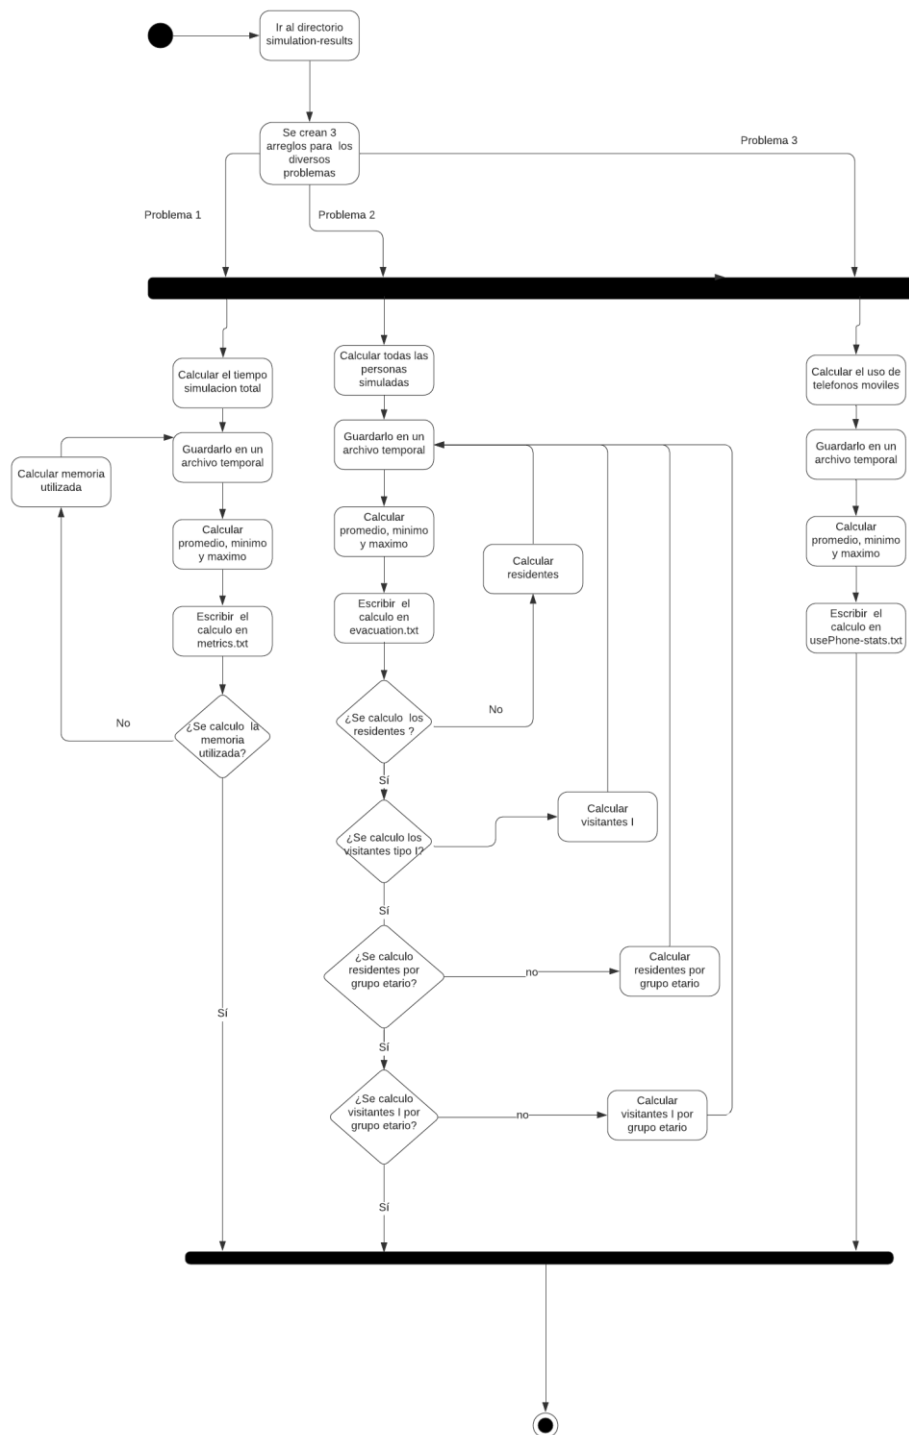 Ir al directorio
simulation-results
Se crean 3
arreglos para los
diversos
problemas
Problema 3
Problema 1
Problema 2
Calcular el tiempo
simulacion total
Guardarlo en un
archivo temporal
Calcular memoria
utilizada
Calcular
promedio, minimo
y maximo
Escribir el
calculo en
metrics.txt
No
¿Se calculo la
memoria
utilizada?
Sí
Calcular todas las
personas
simuladas
Guardarlo en un
archivo temporal
Calcular
promedio, minimo
y maximo
Calcular
residentes
Escribir el
calculo en
evacuation.txt
¿Se calculo los
residentes ?
No
Sí
Calcular
visitantes I
¿Se calculo los
visitantes tipo I?
Sí
¿Se calculo
residentes por
grupo etario?
no
Calcular
residentes por
grupo etario
Sí
¿Se calculo
visitantes I por
grupo etario?
no
Calcular
visitantes I por
grupo etario
Sí
Calcular el uso de
telefonos moviles
Guardarlo en un
archivo temporal
Calcular
promedio, minimo
y maximo
Escribir el
calculo en
usePhone-stats.txt